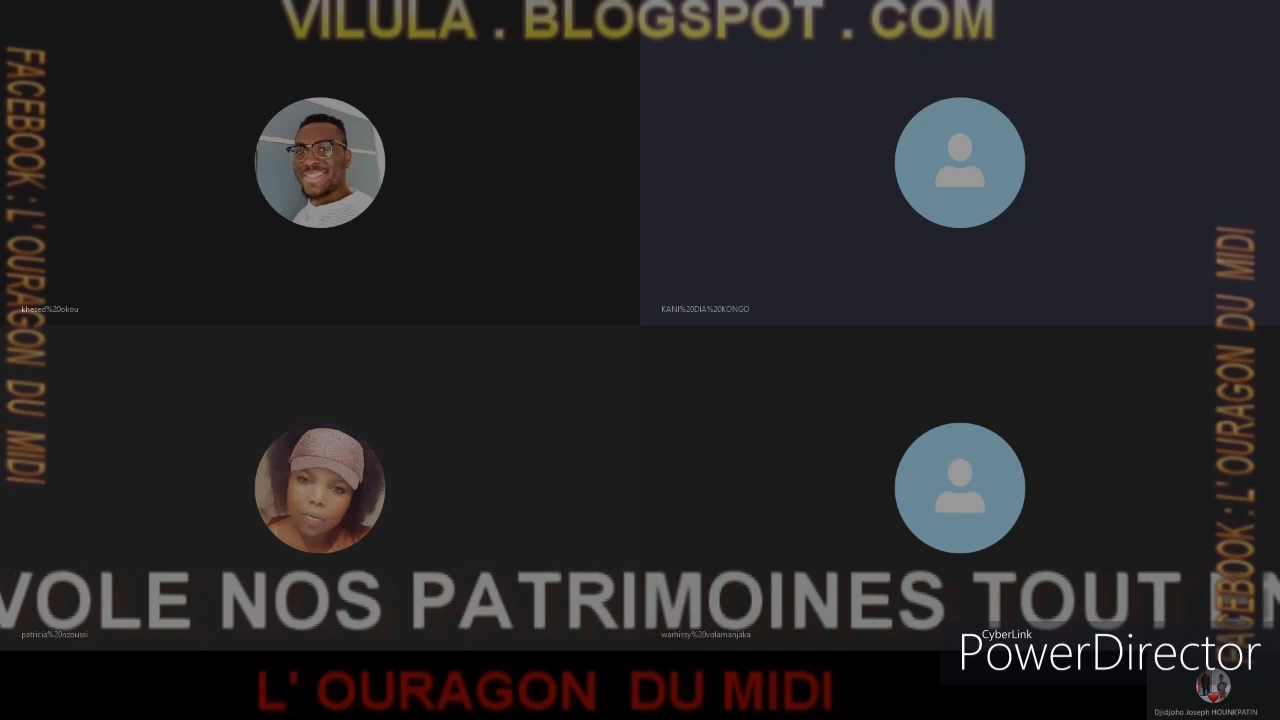 VILULA . BLOGSPOT . COM
FACEBOOK : L' OURAGON DU MIDI
FACEBOOK : L' OURAGON DU MIDI
khesed%20okou
KANI%20DIA%20KONGO
VOLE NOS PATRIMOINES TOUT EN
patricia%20nzoussi
warhissy%20volamanjaka
CyberLink
PowerDirector
L' OURAGON DU MIDI
Djidjoho Joseph HOUNKPATIN